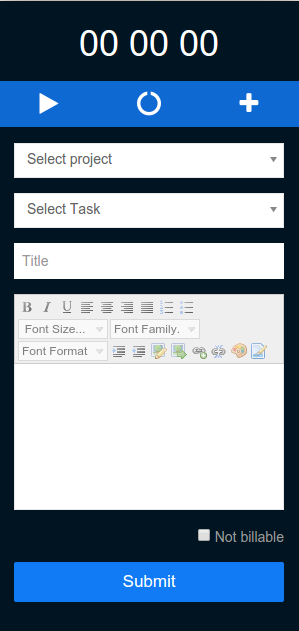 00 00 00
Select project
Select Task
Title
B I U
Font Size...
Font Family.
Font Format
Not billable
Submit